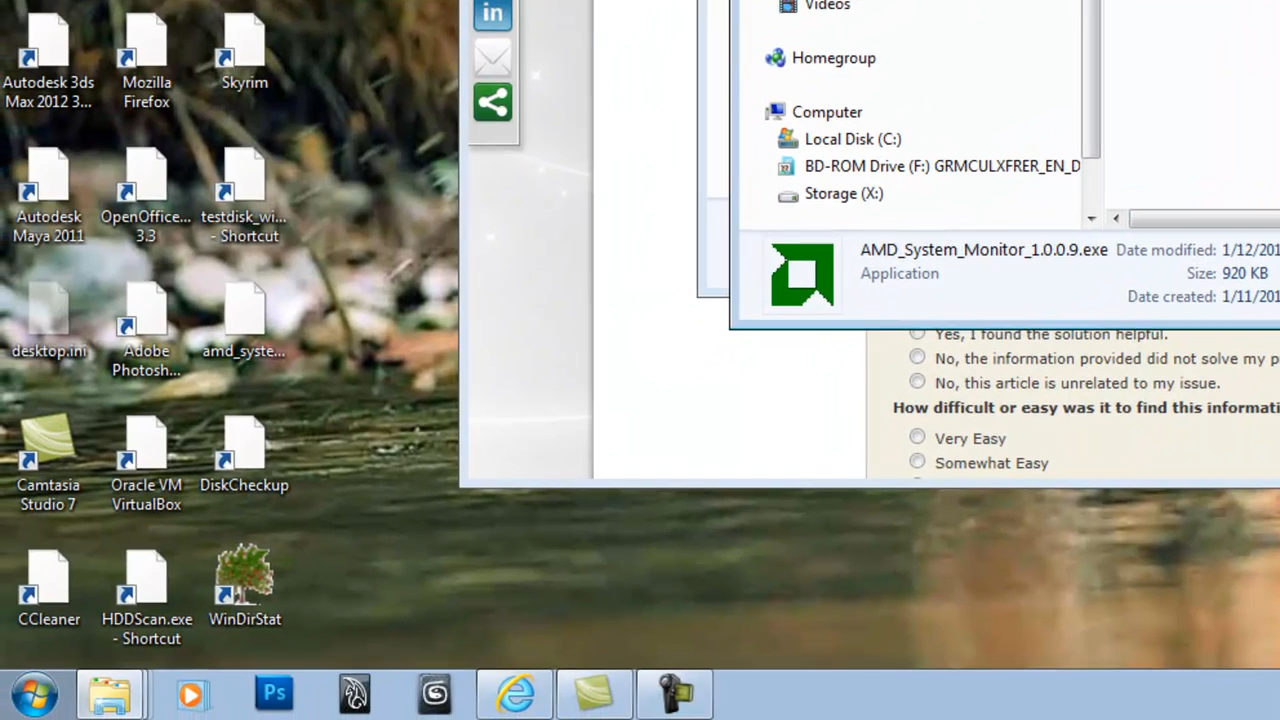 Autodesk 3ds
Max 2012 3...
Mozilla
Firefox
Skyrim
Autodesk
Maya 2011
OpenOffice...
3.3
testdisk_wi...
- Shortcut
desktop.ini
Adobe
Photosh...
amd_syste...
Camtasia
Studio 7
Oracle VM
VirtualBox
DiskCheckup
CCleaner
HDDScan.exe
- Shortcut
WinDirStat
in
Videos
Homegroup
Computer
Local Disk (C:)
BD-ROM Drive (F:) GRMCULXFRER_EN_D
Storage (X:)
AMD_System_Monitor_1.0.0.9.exe Date modified: 1/12/201
Application Size: 920 KB
Date created: 1/11/201
Yes, I found the solution helpful.
No, the information provided did not solve my p
No, this article is unrelated to my issue.
How difficult or easy was it to find this informati
Very Easy
Somewhat Easy
Ps